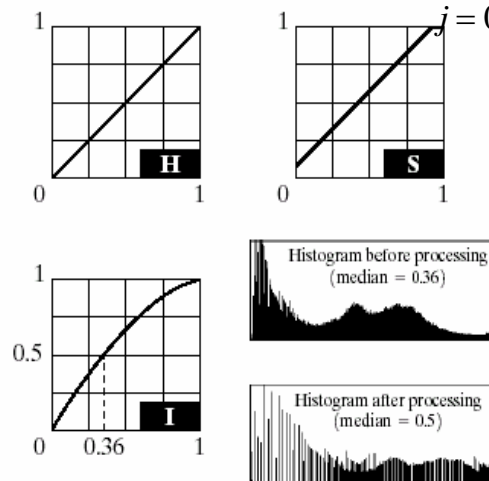 1
H
0
1
1
j = 0
S
0
1
1
0.5
I
0
0.36
1
Histogram before processing
(median = 0.36)
Histogram after processing
(median = 0.5)